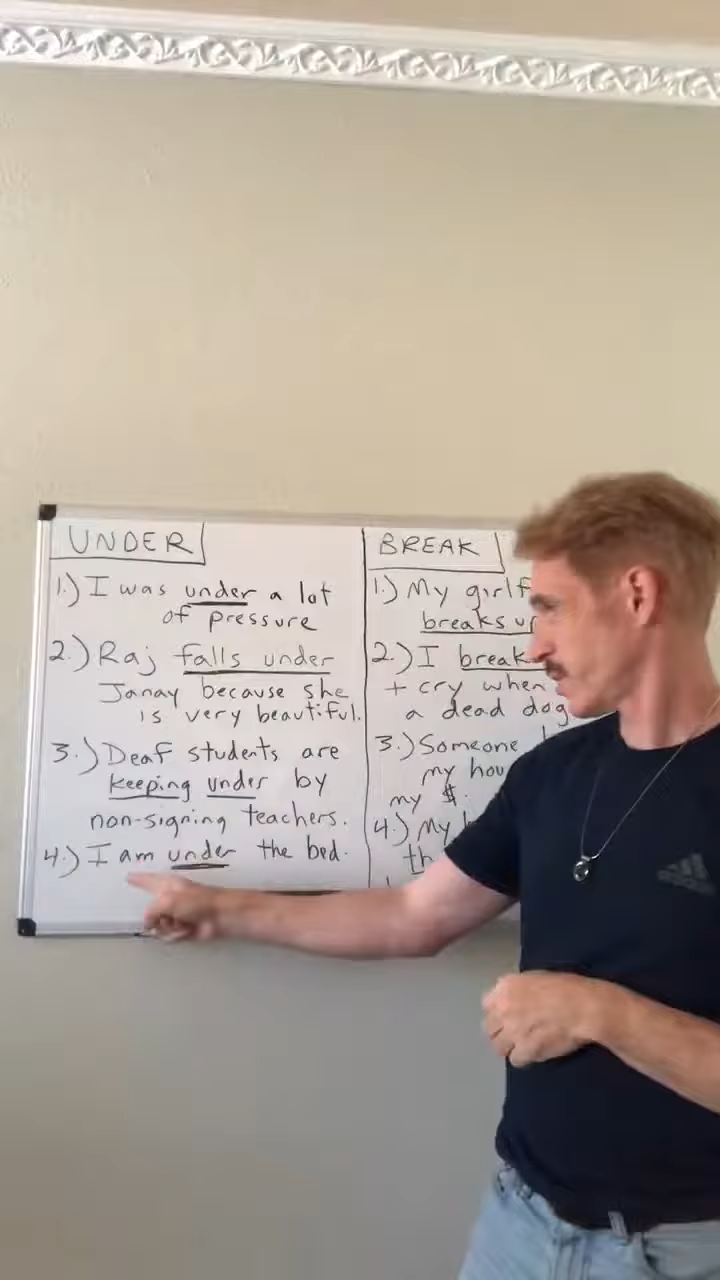 UNDER
1.) I was under a lot
of pressure
2.) Raj falls under
Janay because she
is very beautiful.
3.) Deaf students are
keeping under by
non-signing teachers.
4.) I am under the bed.
BREAK
1.) My girlf
breaks u
2.) I break
+ cry when
a dead dog
3.) Someone
my hou
my $.
4.) My
th